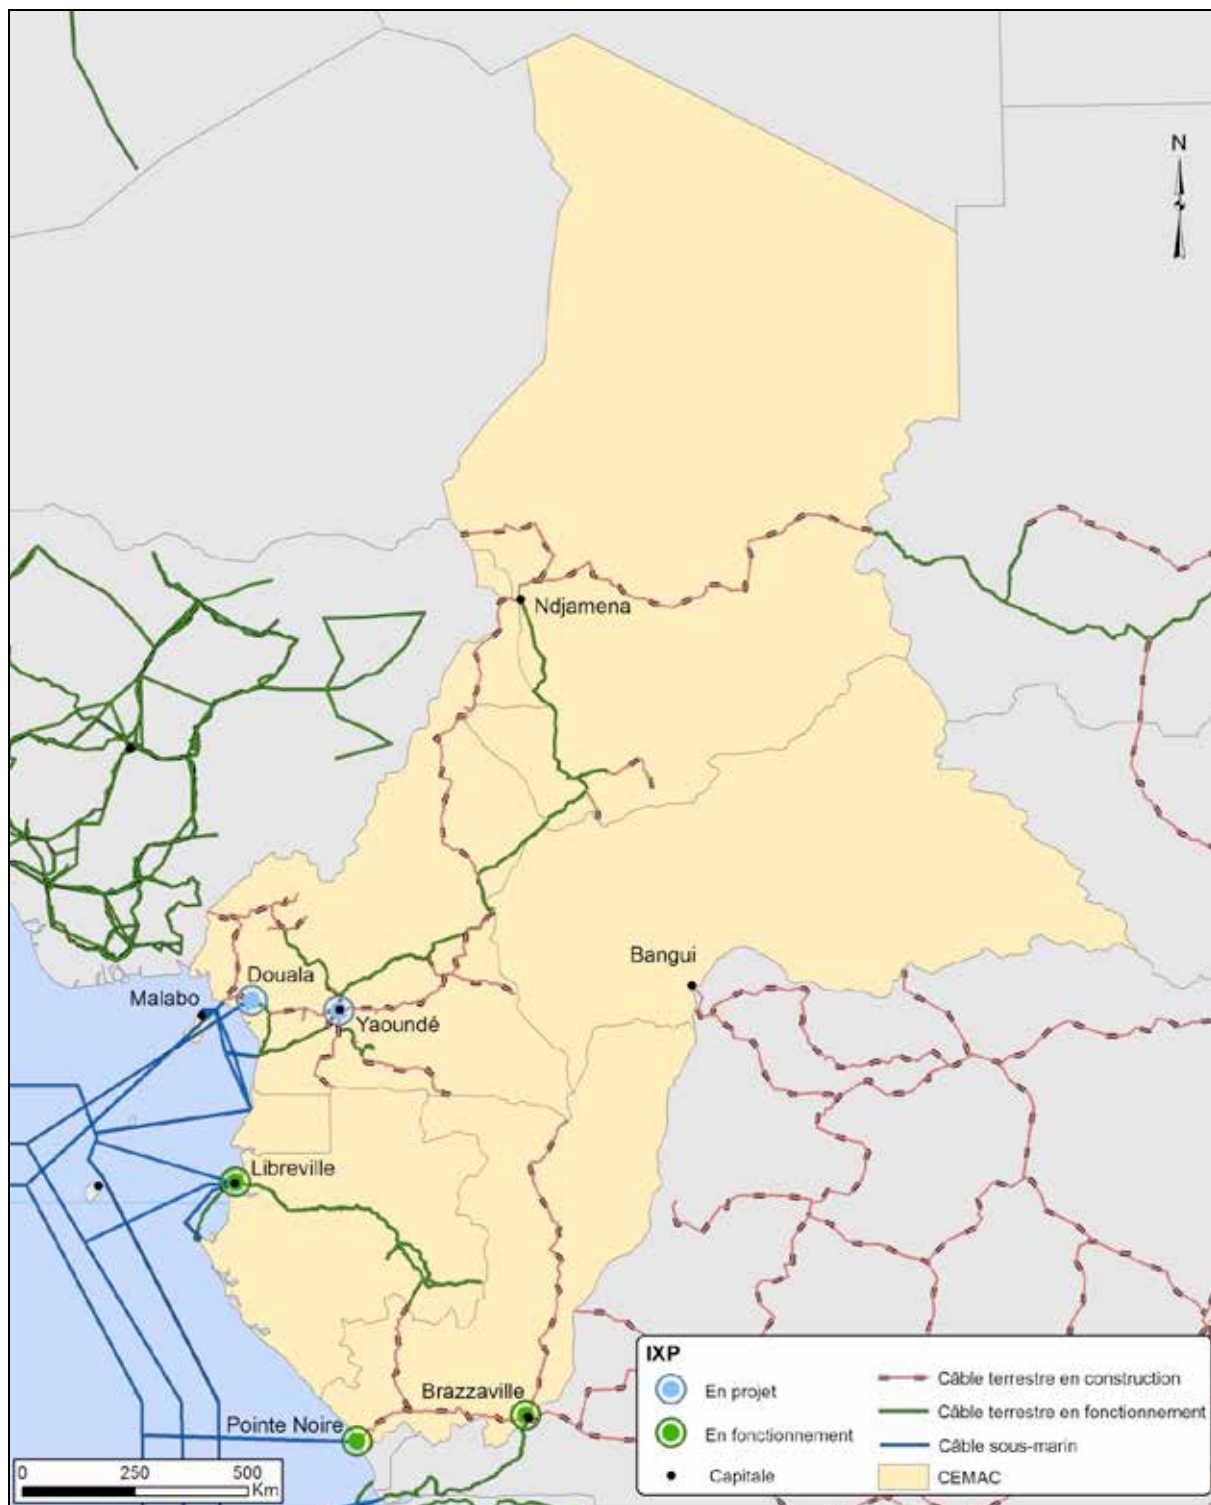 N
Ndjamena
Bangui
Douala
Malabo
Yaoundé
Libreville
Brazzaville
Pointe Noire
IXP
En projet
En fonctionnement
Capitale
Câble terrestre en construction
Câble terrestre en fonctionnement
Câble sous-marin
CEMAC
0 250 500
Km